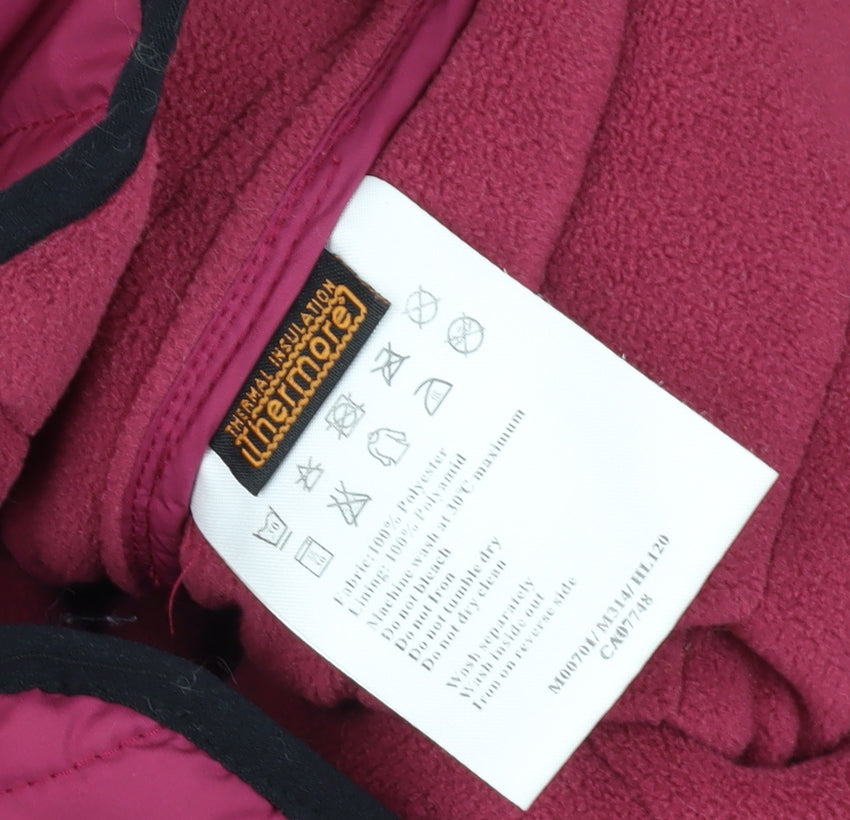 THERMAL INSULATION
Thermore
Fabric:100% Polyester
Lining: 100% Polyamid
Machine wash at 30℃ maximum
Do not bleach
Do not Iron
Do not tumble dry
Do not dry clean
Wash separately
Wash inside out
Iron on reverse side
M00701/M314/HL120
CA07748